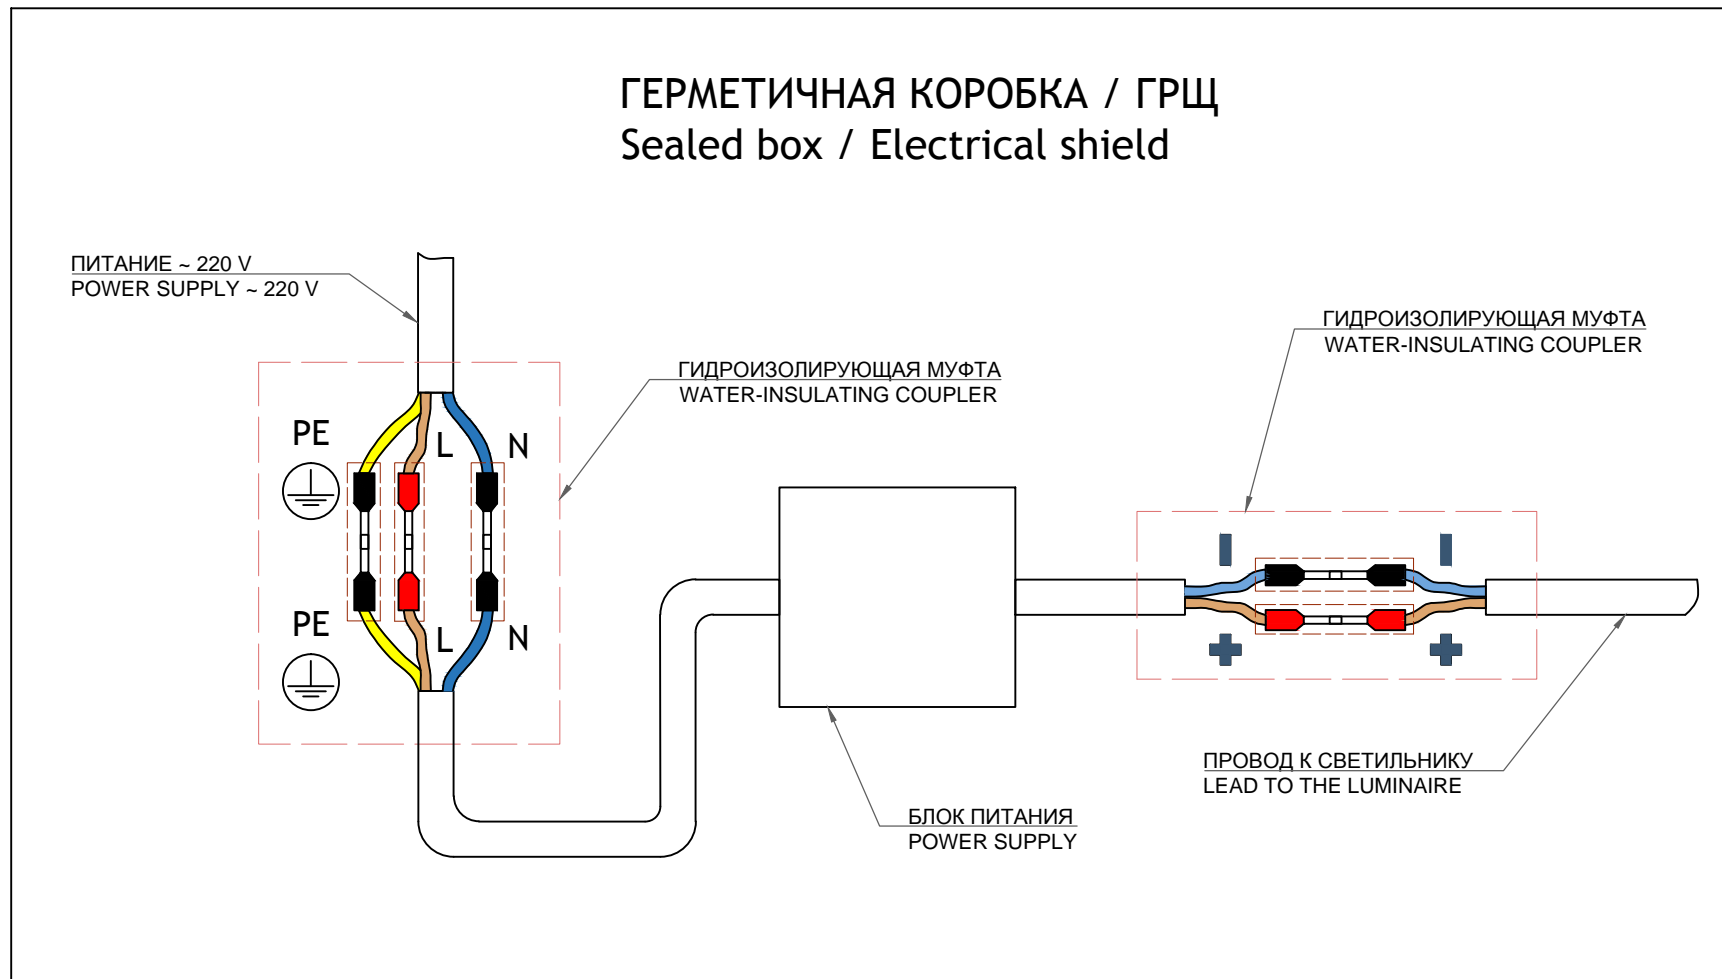 ГЕРМЕТИЧНАЯ КОРОБКА / ГРЩ
Sealed box / Electrical shield
ПИТАНИЕ ~ 220 V
POWER SUPPLY ~ 220 V
ГИДРОИЗОЛИРУЮЩАЯ МУФТА
WATER-INSULATING COUPLER
ГИДРОИЗОЛИРУЮЩАЯ МУФТА
WATER-INSULATING COUPLER
PE
L
N
PE
L
N
ПРОВОД К СВЕТИЛЬНИКУ
LEAD TO THE LUMINAIRE
БЛОК ПИТАНИЯ
POWER SUPPLY